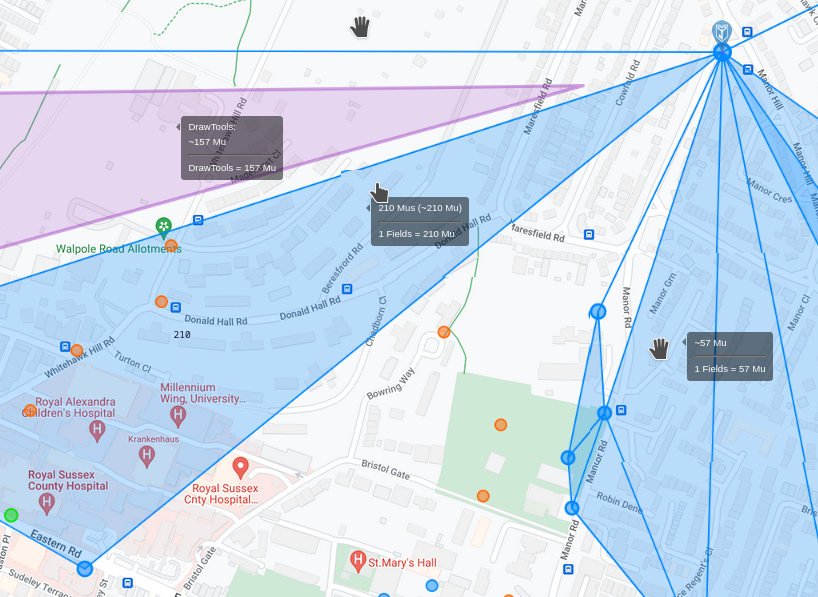 Maresfield Rd
Cowfold Rd
Manor Hill
DrawTools:
~157 Mu
DrawTools = 157 Mu
Manor Hill
Manor Cres
210 Mus (~210 Mu)
1 Fields = 210 Mu
Donald Hall Rd
Maresfield Rd
Walpole Road Allotments
Beresford Rd
Donald Hall Rd
Donald Hall Rd
Chadborn Cl
Manor Rd
Manor Grn
Manor Cl
210
~57 Mu
1 Fields = 57 Mu
Whitehawk Hill Rd
Turton Cl
Bowring Way
Royal Alexandra
Children's Hospital
Millennium
Wing, University...
Krankenhaus
Royal Sussex
County Hospital
Royal Sussex
Cnty Hospital...
Bristol Gate
Manor Rd
Robin Dene
Eastern Rd
Bristol Gate
Manor Rd
St.Mary's Hall
Sudeley Terrace